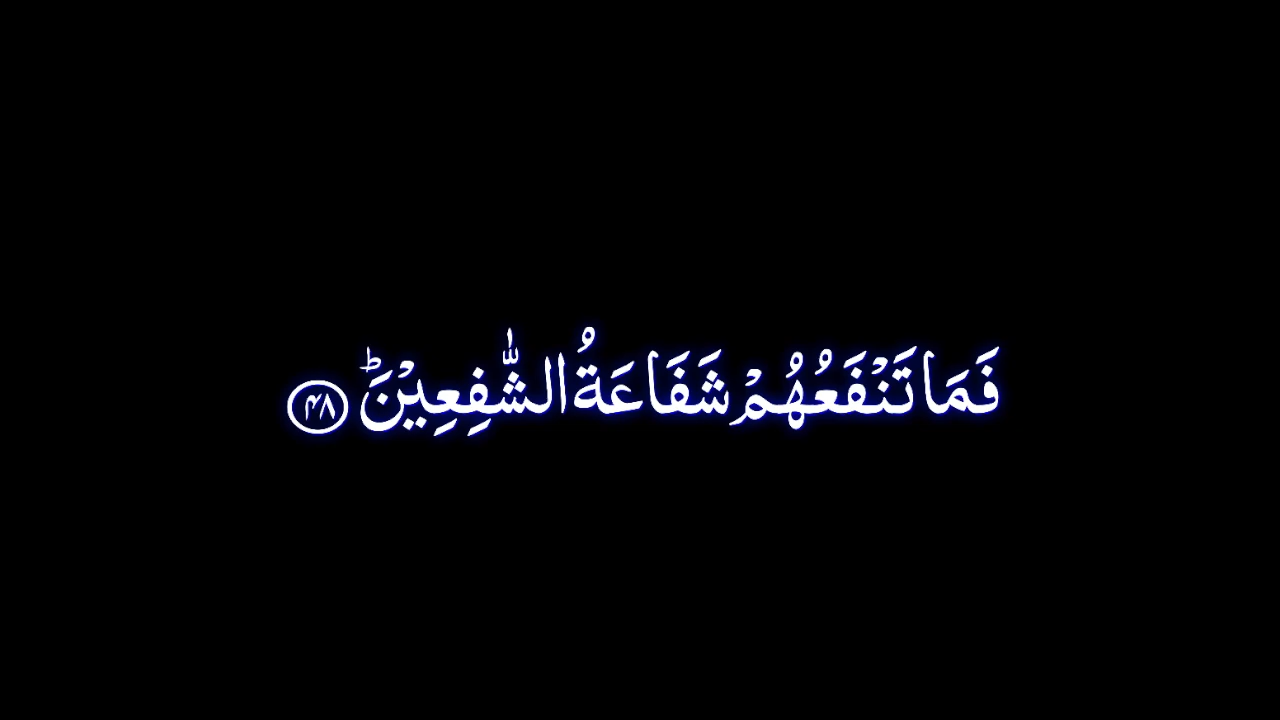 فَمَا تَنْفَعُهُمْ شَفَاعَةُ الشّٰفِعِيْنَؕ ۴۸